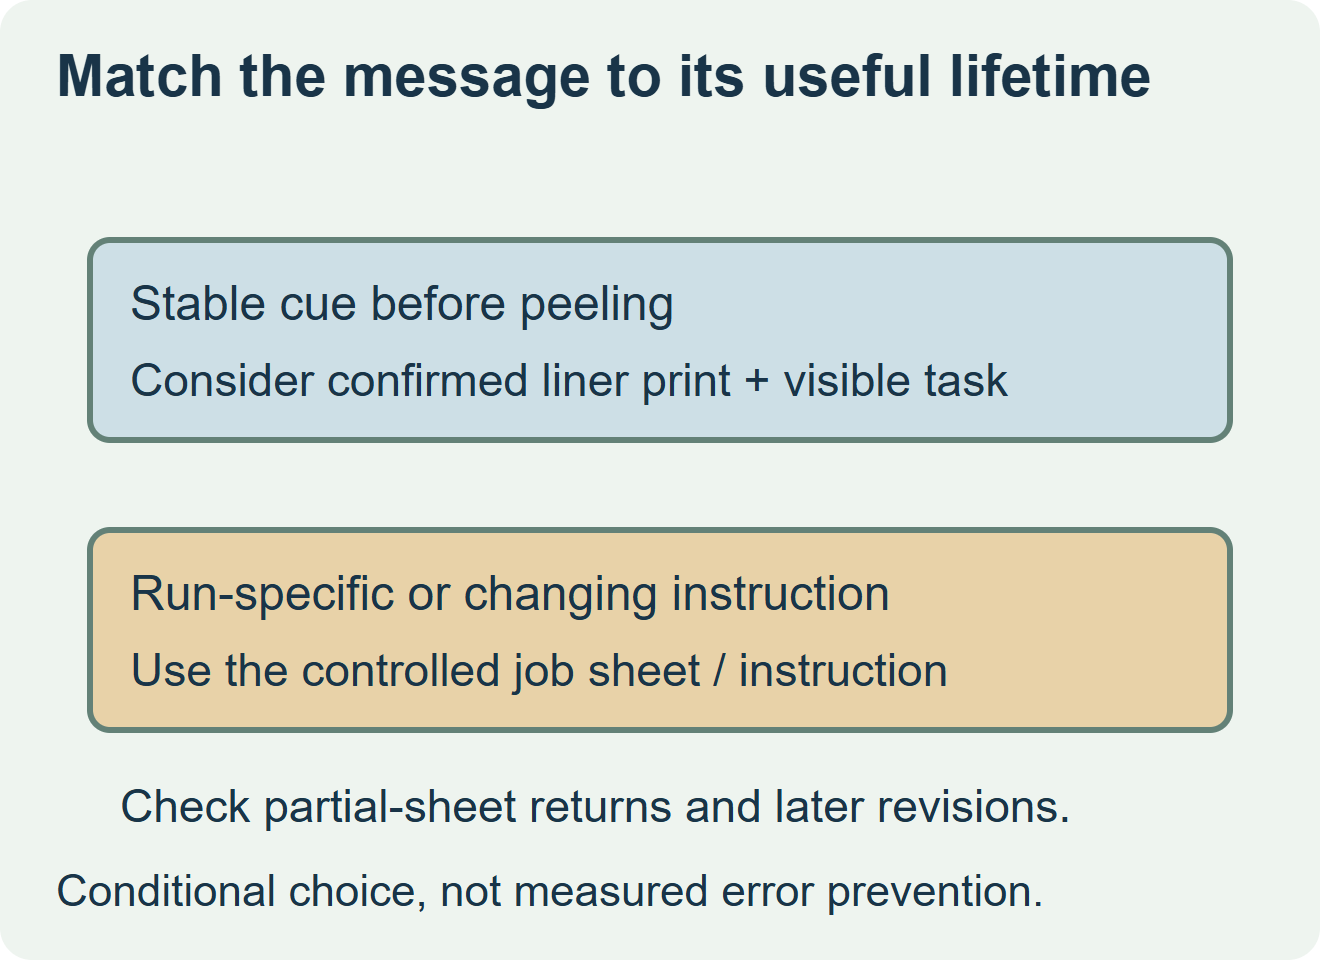 Match the message to its useful lifetime
Stable cue before peeling
Consider confirmed liner print + visible task
Run-specific or changing instruction
Use the controlled job sheet / instruction
Check partial-sheet returns and later revisions.
Conditional choice, not measured error prevention.